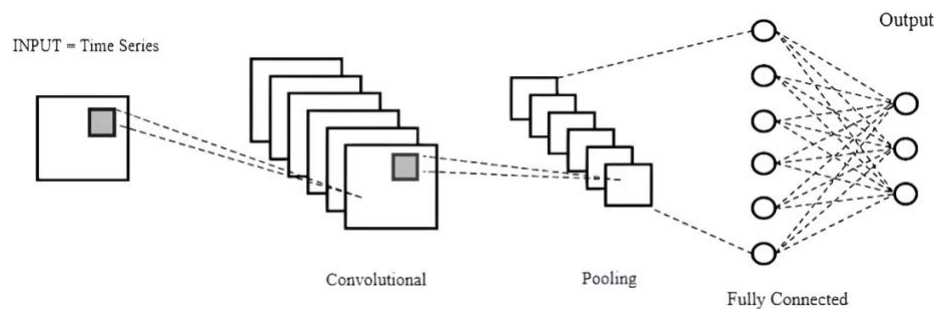 INPUT = Time Series
Output
Convolutional
Pooling
Fully Connected